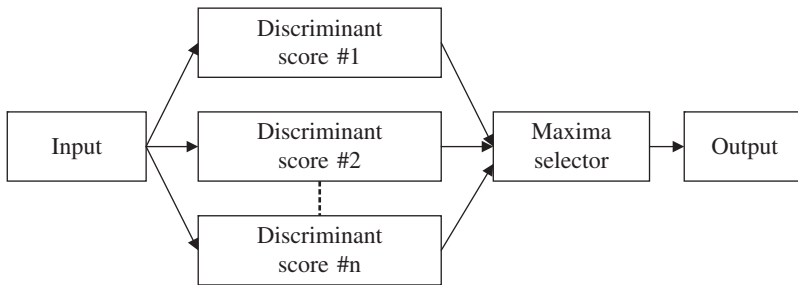 Discriminant
score #1
Input
Discriminant
score #2
Maxima
selector
Output
Discriminant
score #n